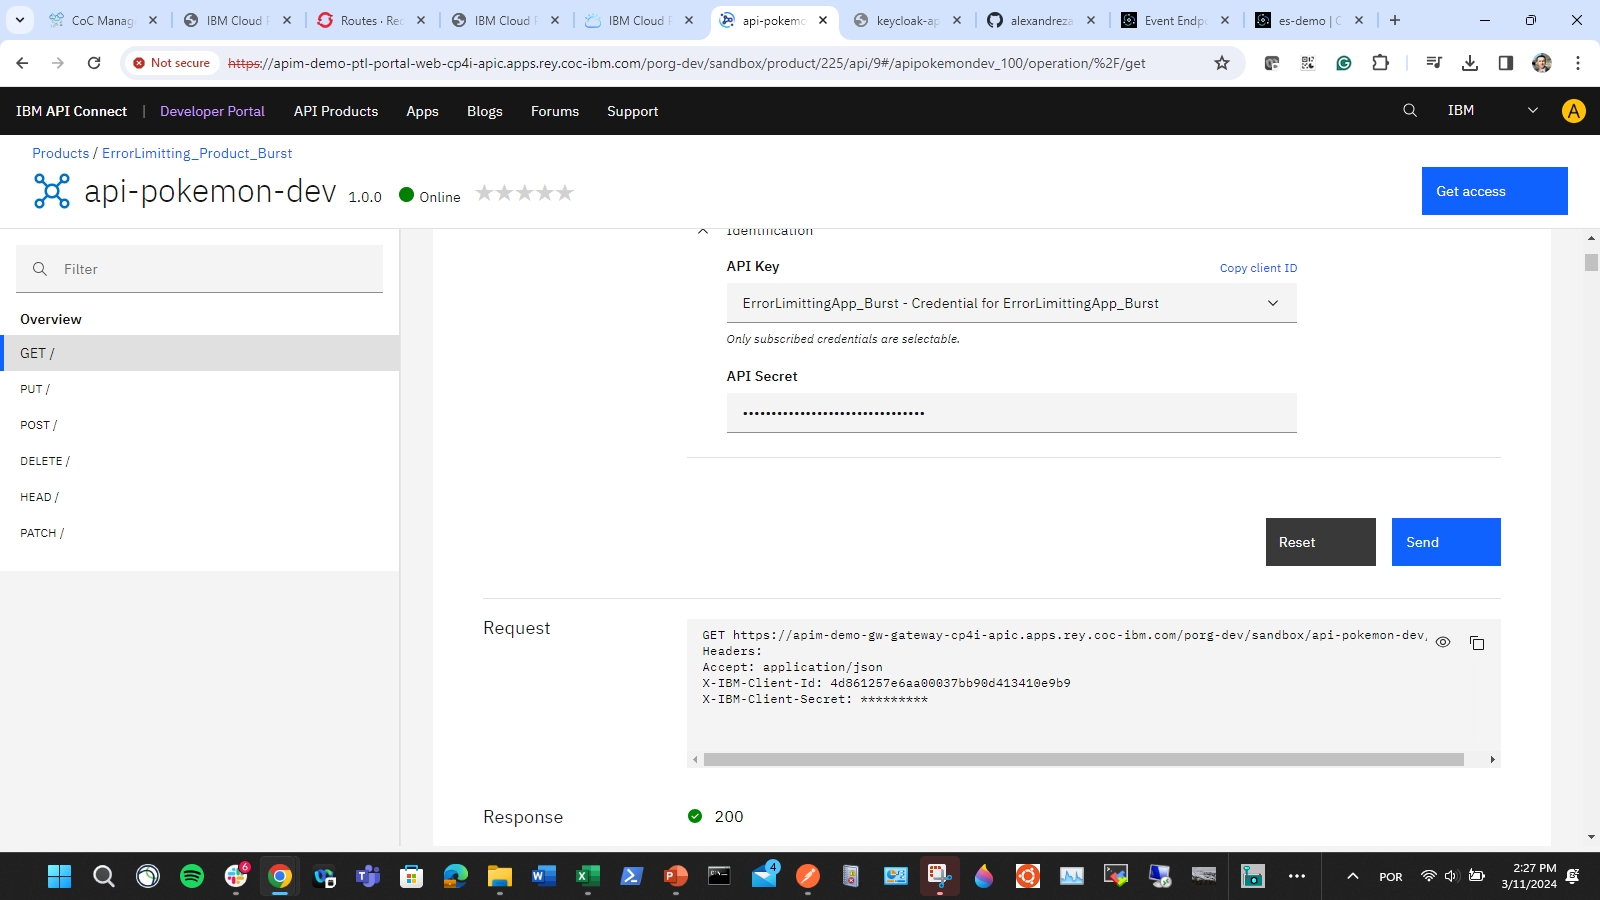 CoC Manag
IBM Cloud P
Routes · Rec
IBM Cloud P
IBM Cloud P
api-pokemo
keycloak-ap
alexandreza
Event Endpo
es-demo | C
Not secure
https://apim-demo-ptl-portal-web-cp4i-apic.apps.rey.coc-ibm.com/porg-dev/sandbox/product/225/api/9#/apipokemondev_100/operation/%2F/get
IBM API Connect | Developer Portal API Products Apps Blogs Forums Support IBM A
Products / ErrorLimitting_Product_Burst
api-pokemon-dev 1.0.0 Online
Get access
Filter
Overview
GET /
PUT /
POST /
DELETE /
HEAD /
PATCH /
Identification
API Key
Copy client ID
ErrorLimittingApp_Burst - Credential for ErrorLimittingApp_Burst
Only subscribed credentials are selectable.
API Secret
••••••••••••••••••••••••••••••••
Reset
Send
Request
GET https://apim-demo-gw-gateway-cp4i-apic.apps.rey.coc-ibm.com/porg-dev/sandbox/api-pokemon-dev/
Headers:
Accept: application/json
X-IBM-Client-Id: 4d861257e6aa00037bb90d413410e9b9
X-IBM-Client-Secret: *********
Response
200
6
4
POR
2:27 PM
3/11/2024